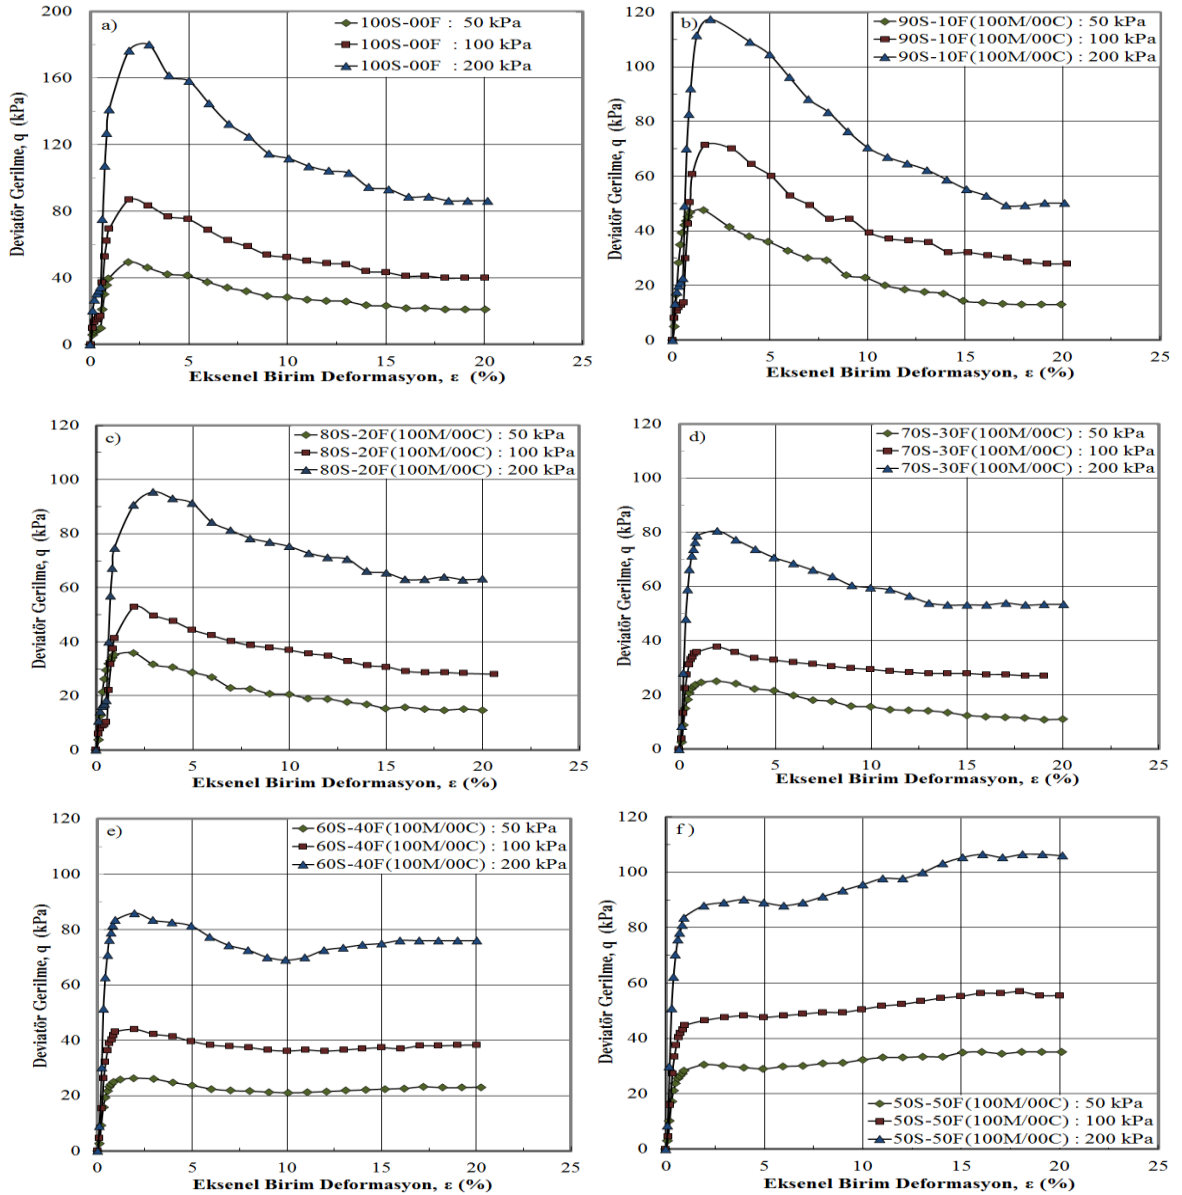 a)
100S-00F : 50 kPa
100S-00F : 100 kPa
100S-00F : 200 kPa
Deviatör Gerilme, q (kPa)
200
160
120
80
40
0
0 5 10 15 20 25
Eksenel Birim Deformasyon, ε (%)
b)
90S-10F(100M/00C) : 50 kPa
90S-10F(100M/00C) : 100 kPa
90S-10F(100M/00C) : 200 kPa
Deviatör Gerilme, q (kPa)
120
100
80
60
40
20
0
0 5 10 15 20 25
Eksenel Birim Deformasyon, ε (%)
c)
80S-20F(100M/00C) : 50 kPa
80S-20F(100M/00C) : 100 kPa
80S-20F(100M/00C) : 200 kPa
Deviatör Gerilme, q (kPa)
120
100
80
60
40
20
0
0 5 10 15 20 25
Eksenel Birim Deformasyon, ε (%)
d)
70S-30F(100M/00C) : 50 kPa
70S-30F(100M/00C) : 100 kPa
70S-30F(100M/00C) : 200 kPa
Deviatör Gerilme, q (kPa)
120
100
80
60
40
20
0
0 5 10 15 20 25
Eksenel Birim Deformasyon, ε (%)
e)
60S-40F(100M/00C) : 50 kPa
60S-40F(100M/00C) : 100 kPa
60S-40F(100M/00C) : 200 kPa
Deviatör Gerilme, q (kPa)
120
100
80
60
40
20
0
0 5 10 15 20 25
Eksenel Birim Deformasyon, ε (%)
f )
50S-50F(100M/00C) : 50 kPa
50S-50F(100M/00C) : 100 kPa
50S-50F(100M/00C) : 200 kPa
Deviatör Gerilme, q (kPa)
120
100
80
60
40
20
0
0 5 10 15 20 25
Eksenel Birim Deformasyon, ε (%)